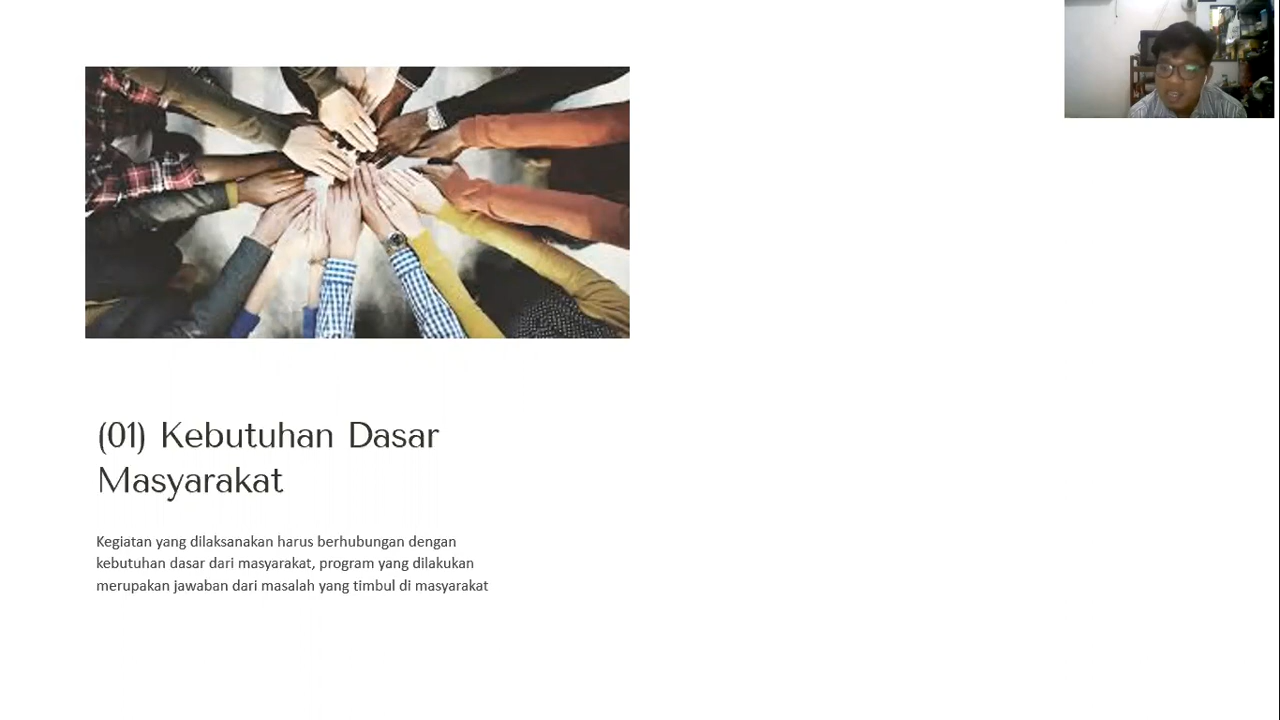 (01) Kebutuhan Dasar
Masyarakat
Kegiatan yang dilaksanakan harus berhubungan dengan
kebutuhan dasar dari masyarakat, program yang dilakukan
merupakan jawaban dari masalah yang timbul di masyarakat